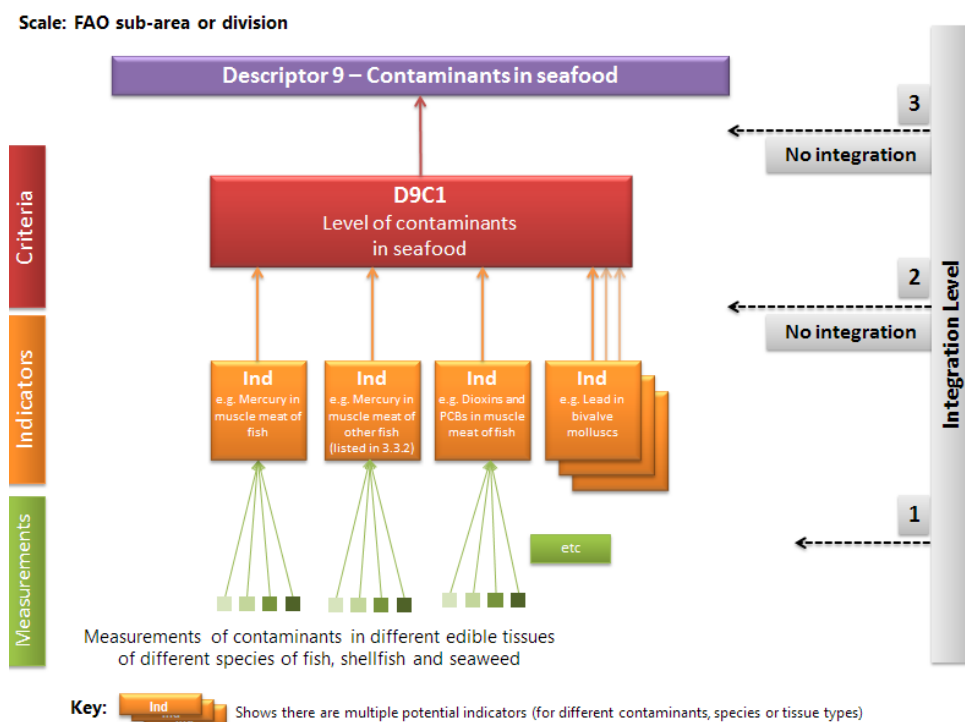 Scale: FAO sub-area or division
Descriptor 9 – Contaminants in seafood
3
No integration
Criteria
D9C1
Level of contaminants
in seafood
2
No integration
Integration Level
Indicators
Ind
e.g. Mercury in
muscle meat of
fish
Ind
e.g. Mercury in
muscle meat of
other fish
(listed in 3.3.2)
Ind
e.g. Dioxins and
PCBs in muscle
meat of fish
Ind
e.g. Lead in
bivalve
molluscs
Measurements
1
etc
Measurements of contaminants in different edible tissues
of different species of fish, shellfish and seaweed
Key:
Ind
Shows there are multiple potential indicators (for different contaminants, species or tissue types)